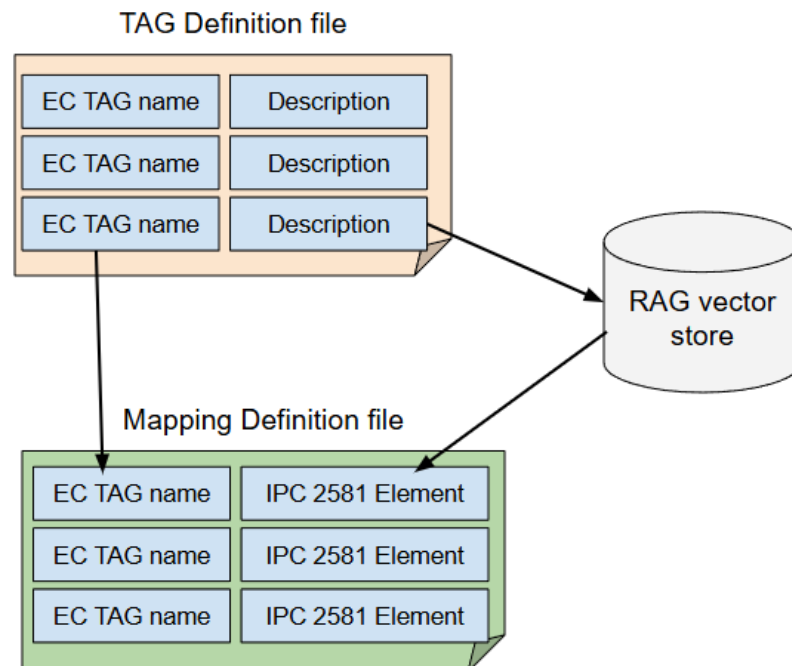 TAG Definition file
EC TAG name Description
EC TAG name Description
EC TAG name Description
RAG vector
store
Mapping Definition file
EC TAG name IPC 2581 Element
EC TAG name IPC 2581 Element
EC TAG name IPC 2581 Element